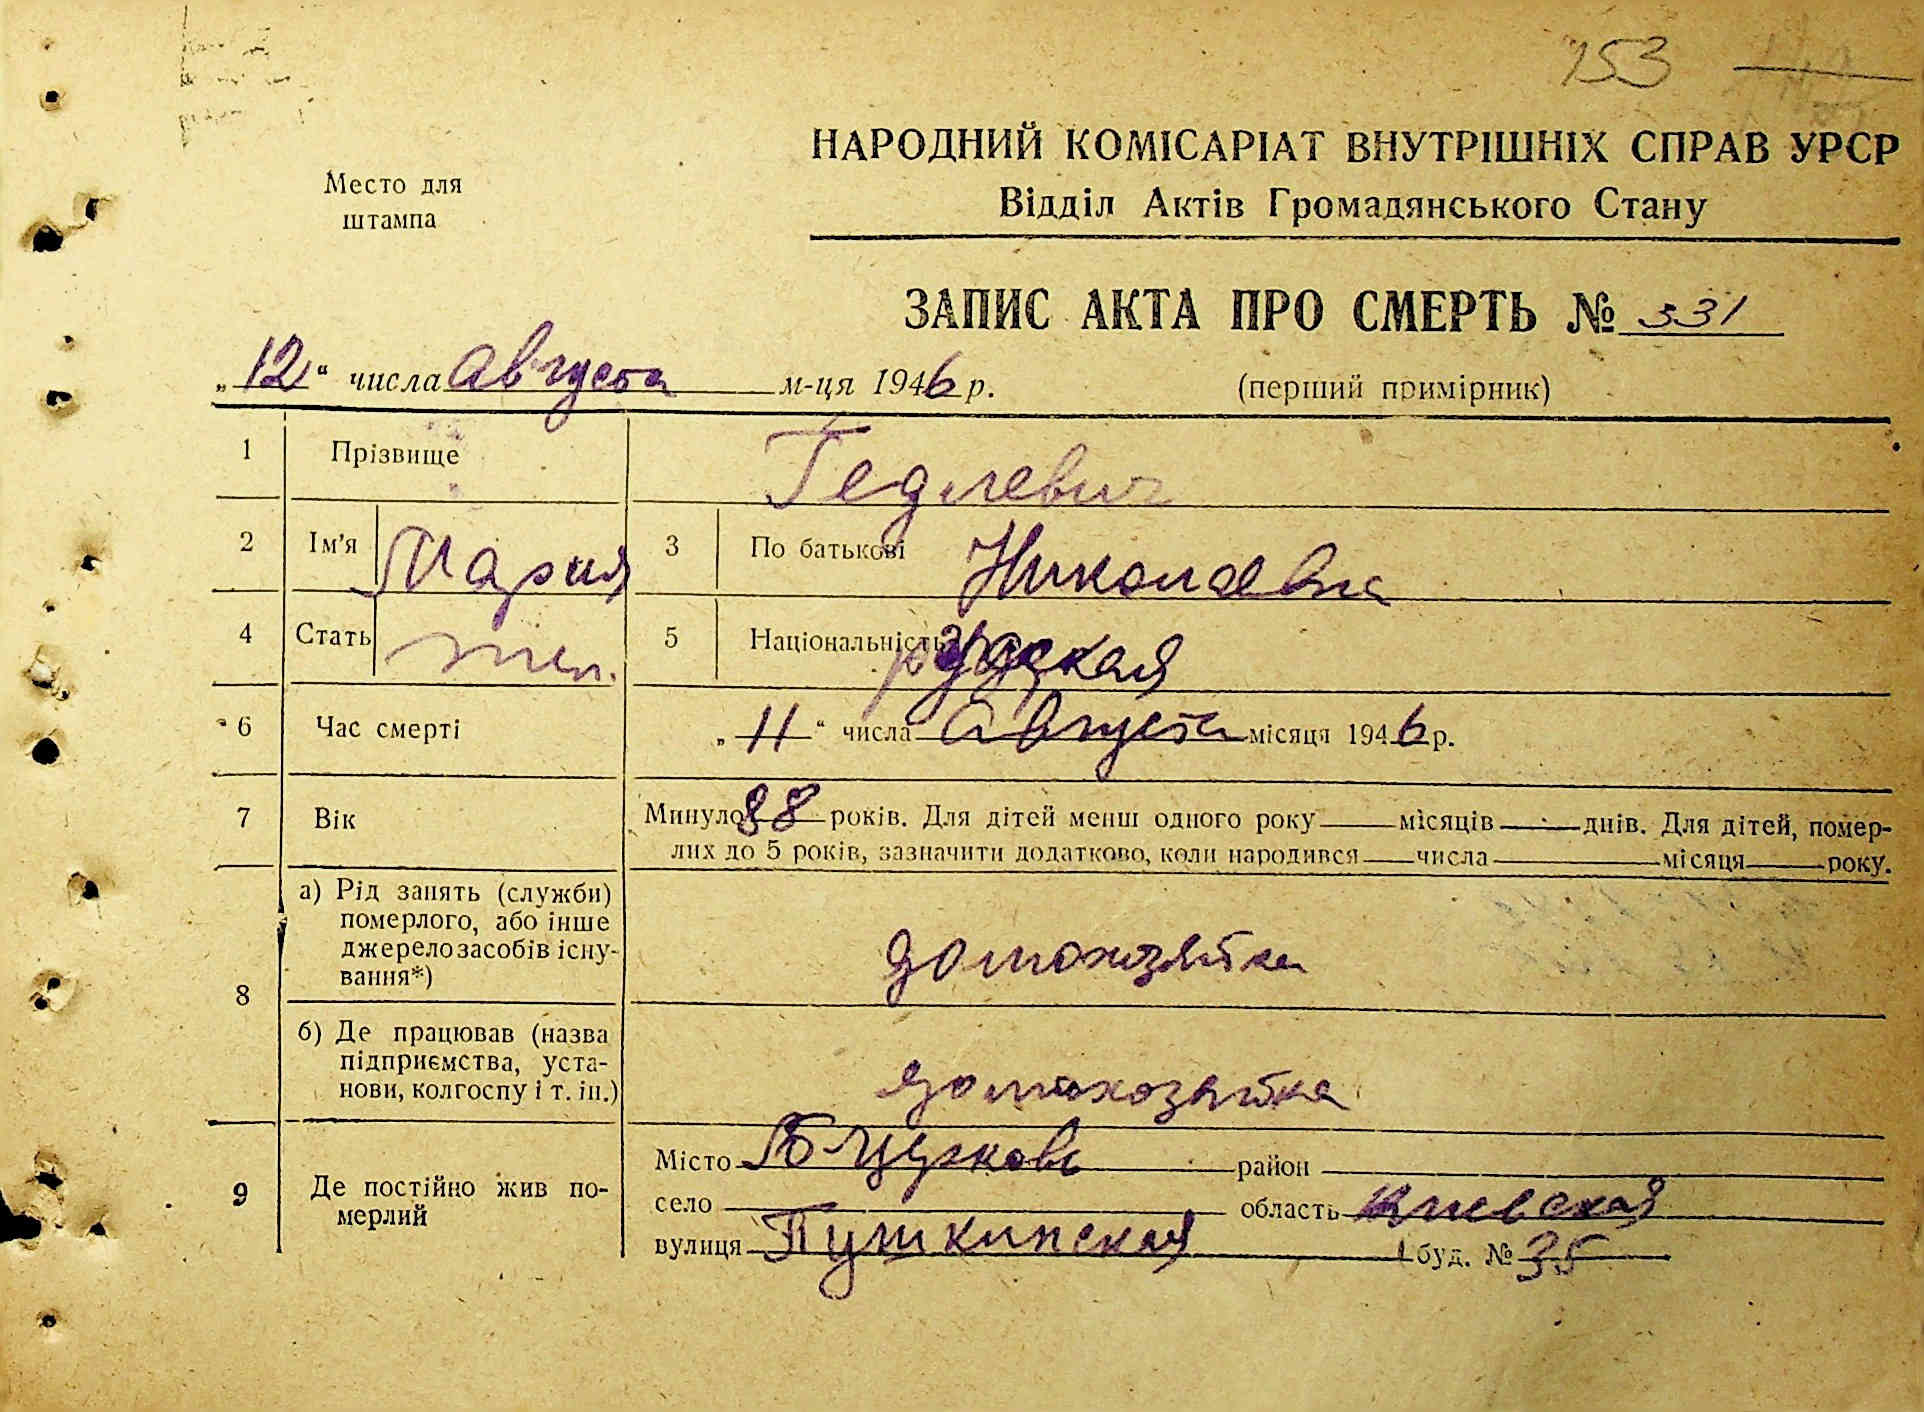 153
НАРОДНИЙ КОМІСАРІАТ ВНУТРІШНІХ СПРАВ УРСР
Место для
штампа
Відділ Актів Громадянського Стану
ЗАПИС АКТА ПРО СМЕРТЬ № 331
„12“ числа Августа м-ця 1946 р.
(перший примірник)
1 Прізвище Гедлевич
2 Ім'я Мария 3 По батькові Николаевна
4 Стать жен. 5 Національність русская
6 Час смерті „11“ числа Августа місяця 1946 р.
7 Вік Минуло 88 років. Для дітей менш одного року місяців днів. Для дітей, помер-
лих до 5 років, зазначити додатково, коли народився числа місяця року.
8 а) Рід занять (служби)
померлого, або інше
джерело засобів існу-
вання*)
домохозяйка
б) Де працював (назва
підприємства, уста-
нови, колгоспу і т. ін.)
домохозяйка
9 Де постійно жив по-
мерлий
Місто Б Церковь район
село область Киевская
вулиця Пушкинская буд. № 35